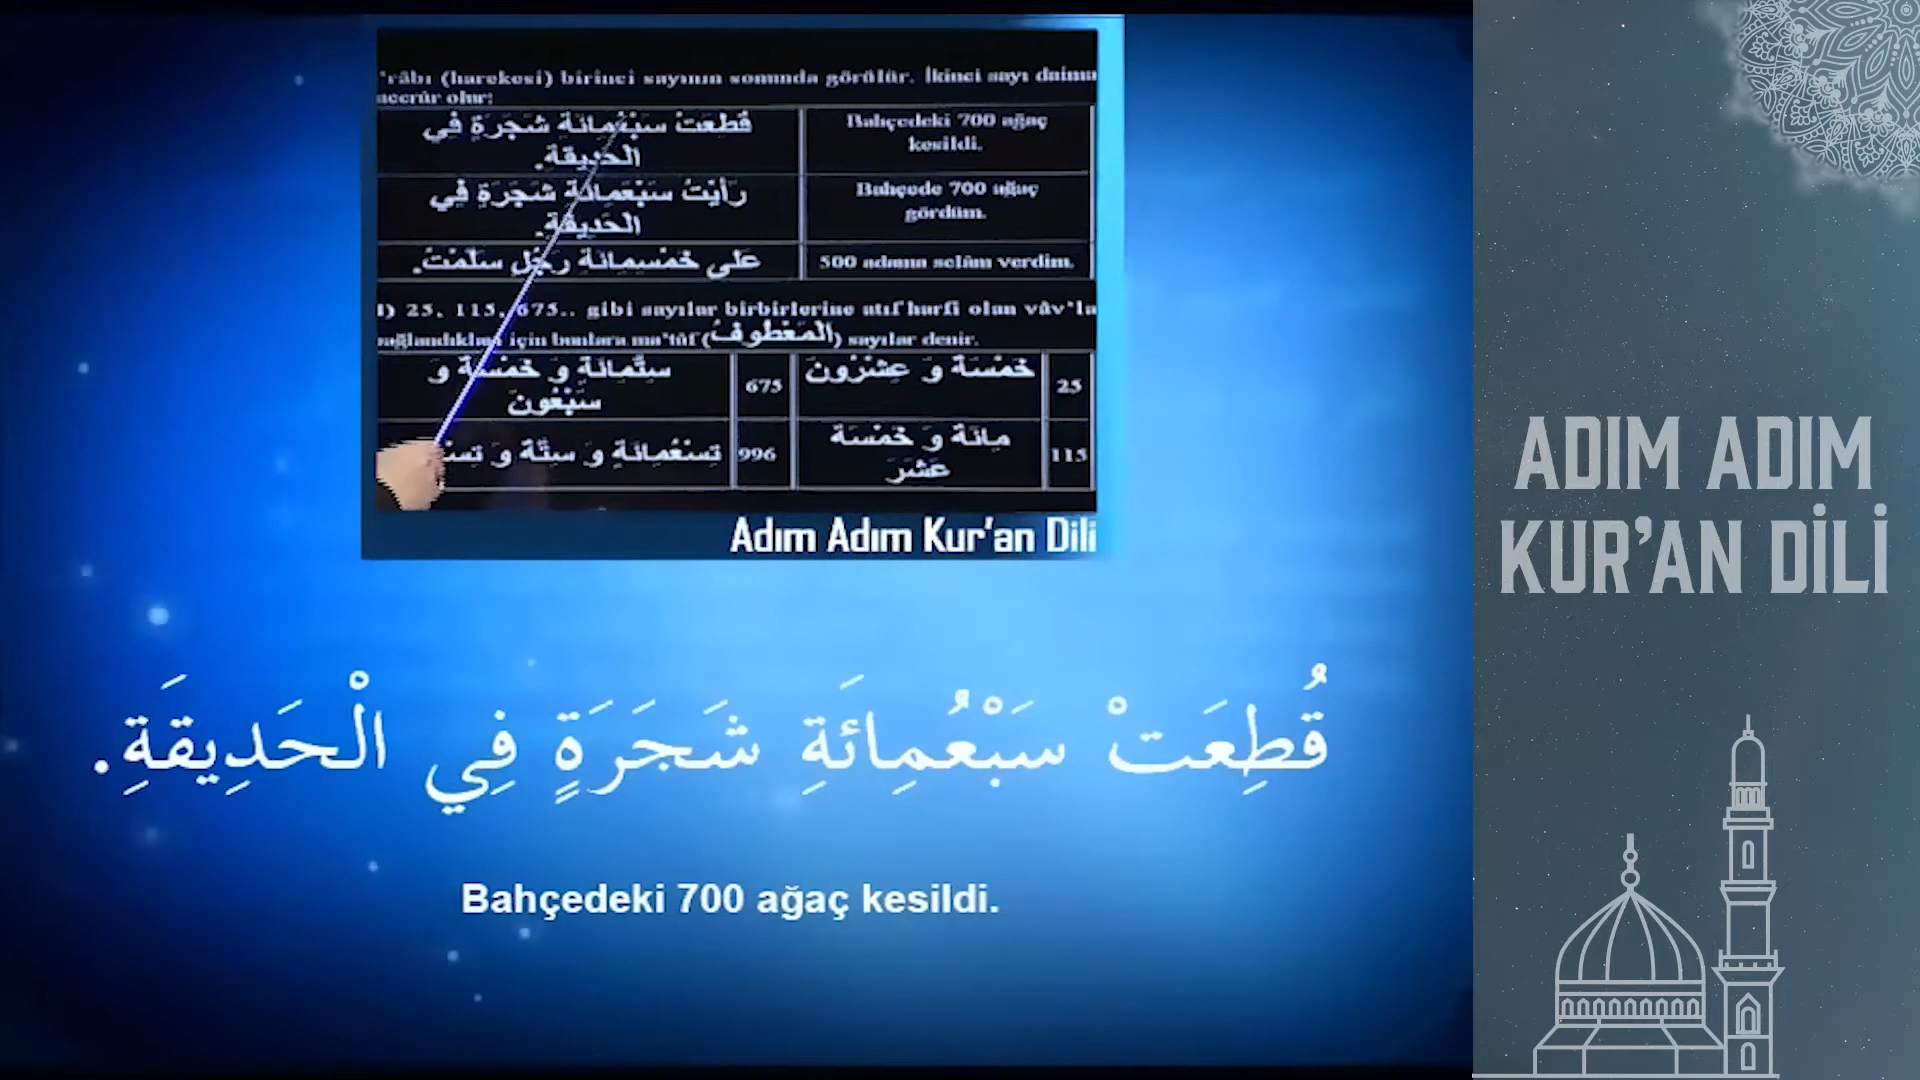 'râbı (harekesi) birinci sayının sonunda görülür. İkinci sayı daima
mecrûr olur:
قُطِعَتْ سَبْعُمِائَةِ شَجَرَةٍ فِي
الْحَدِيقَةِ.
Bahçedeki 700 ağaç
kesildi.
رَأَيْتُ سَبْعَمِائَةِ شَجَرَةٍ فِي
الْحَدِيقَةِ.
Bahçede 700 ağaç
gördüm.
عَلَى خَمْسِمِائَةِ رَجُلٍ سَلَّمْتُ.
500 adama selâm verdim.
d) 25, 115, 675.. gibi sayılar birbirlerine atıf harfi olan vâv'la
bağlandıkları için bunlara ma'tûf (الْمَعْطُوفُ) sayılar denir.
خَمْسَةٌ وَ عِشْرُونَ
25
سِتُّمِائَةٍ وَ خَمْسَةٌ وَ
سَبْعُونَ
675
مِائَةٌ وَ خَمْسَةَ
عَشَرَ
115
تِسْعُمِائَةٍ وَ سِتَّةٌ وَ
996
Adım Adım Kur'an Dili
قُطِعَتْ سَبْعُمِائَةِ شَجَرَةٍ فِي الْحَدِيقَةِ.
Bahçedeki 700 ağaç kesildi.
ADIM ADIM
KUR'AN DİLİ